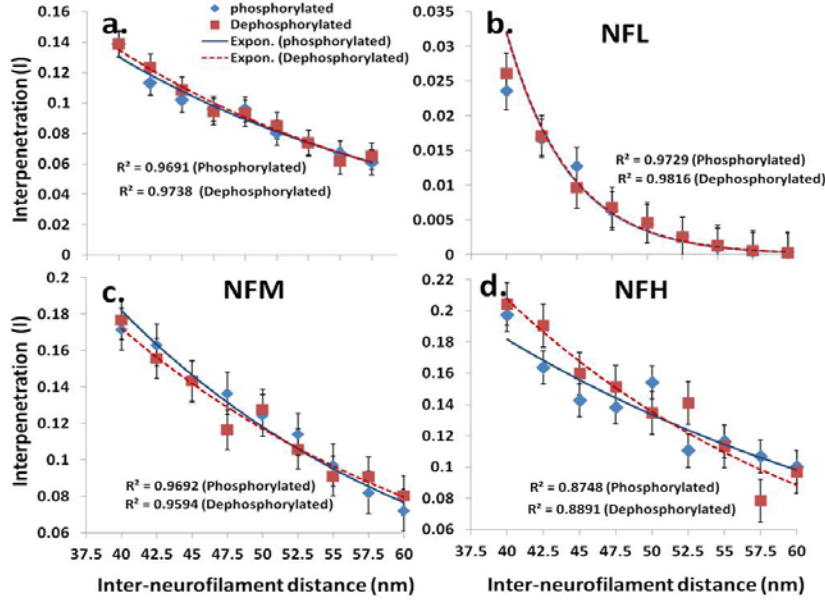 a.
phosphorylated
Dephosphorylated
Expon. (phosphorylated)
Expon. (Dephosphorylated)
Interpenetration (I)
0.16
0.14
0.12
0.1
0.08
0.06
0.04
0.02
0
R² = 0.9691 (Phosphorylated)
R² = 0.9738 (Dephosphorylated)
b.
NFL
0.035
0.03
0.025
0.02
0.015
0.01
0.005
0
R² = 0.9729 (Phosphorylated)
R² = 0.9816 (Dephosphorylated)
c.
NFM
Interpenetration (I)
0.2
0.18
0.16
0.14
0.12
0.1
0.08
0.06
R² = 0.9692 (Phosphorylated)
R² = 0.9594 (Dephosphorylated)
37.5 40 42.5 45 47.5 50 52.5 55 57.5 60
Inter-neurofilament distance (nm)
d.
NFH
0.22
0.2
0.18
0.16
0.14
0.12
0.1
0.08
0.06
R² = 0.8748 (Phosphorylated)
R² = 0.8891 (Dephosphorylated)
37.5 40 42.5 45 47.5 50 52.5 55 57.5 60
Inter-neurofilament distance (nm)